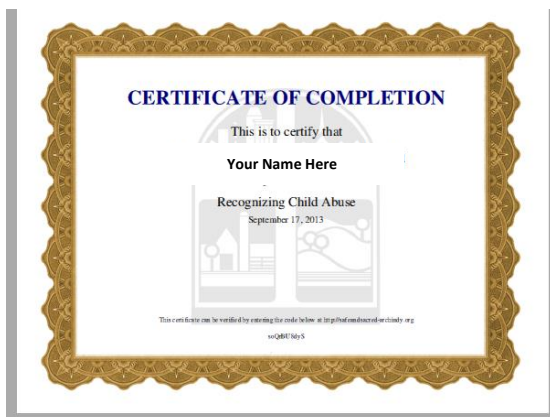 CERTIFICATE OF COMPLETION
This is to certify that
Your Name Here
Recognizing Child Abuse
September 17, 2013
This certificate can be verified by entering the code below at